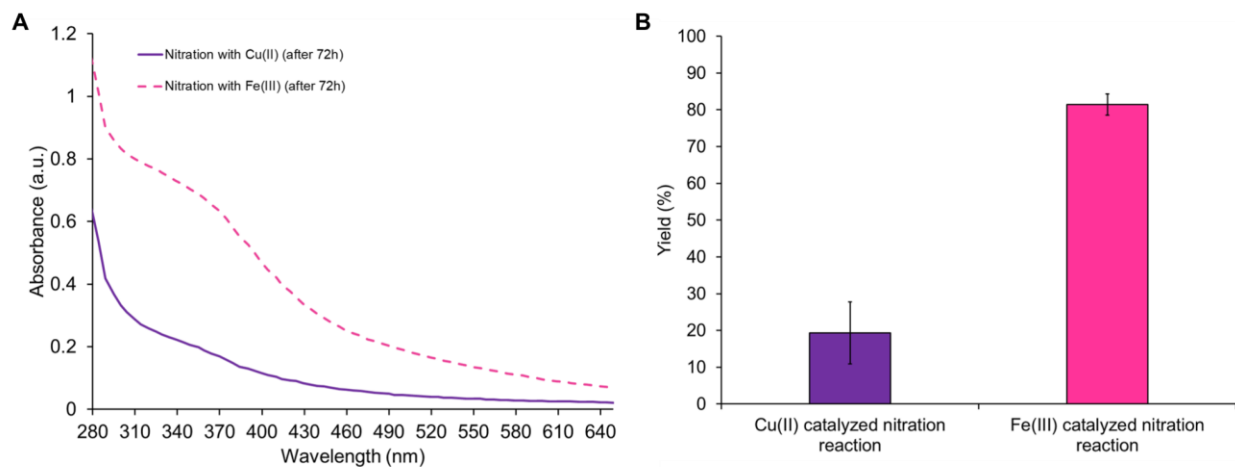 A
Absorbance (a.u.)
1.2
1
0.8
0.6
0.4
0.2
0
Nitration with Cu(II) (after 72h)
Nitration with Fe(III) (after 72h)
280 310 340 370 400 430 460 490 520 550 580 610 640
Wavelength (nm)
B
Yield (%)
100
90
80
70
60
50
40
30
20
10
0
Cu(II) catalyzed nitration
reaction
Fe(III) catalyzed nitration
reaction